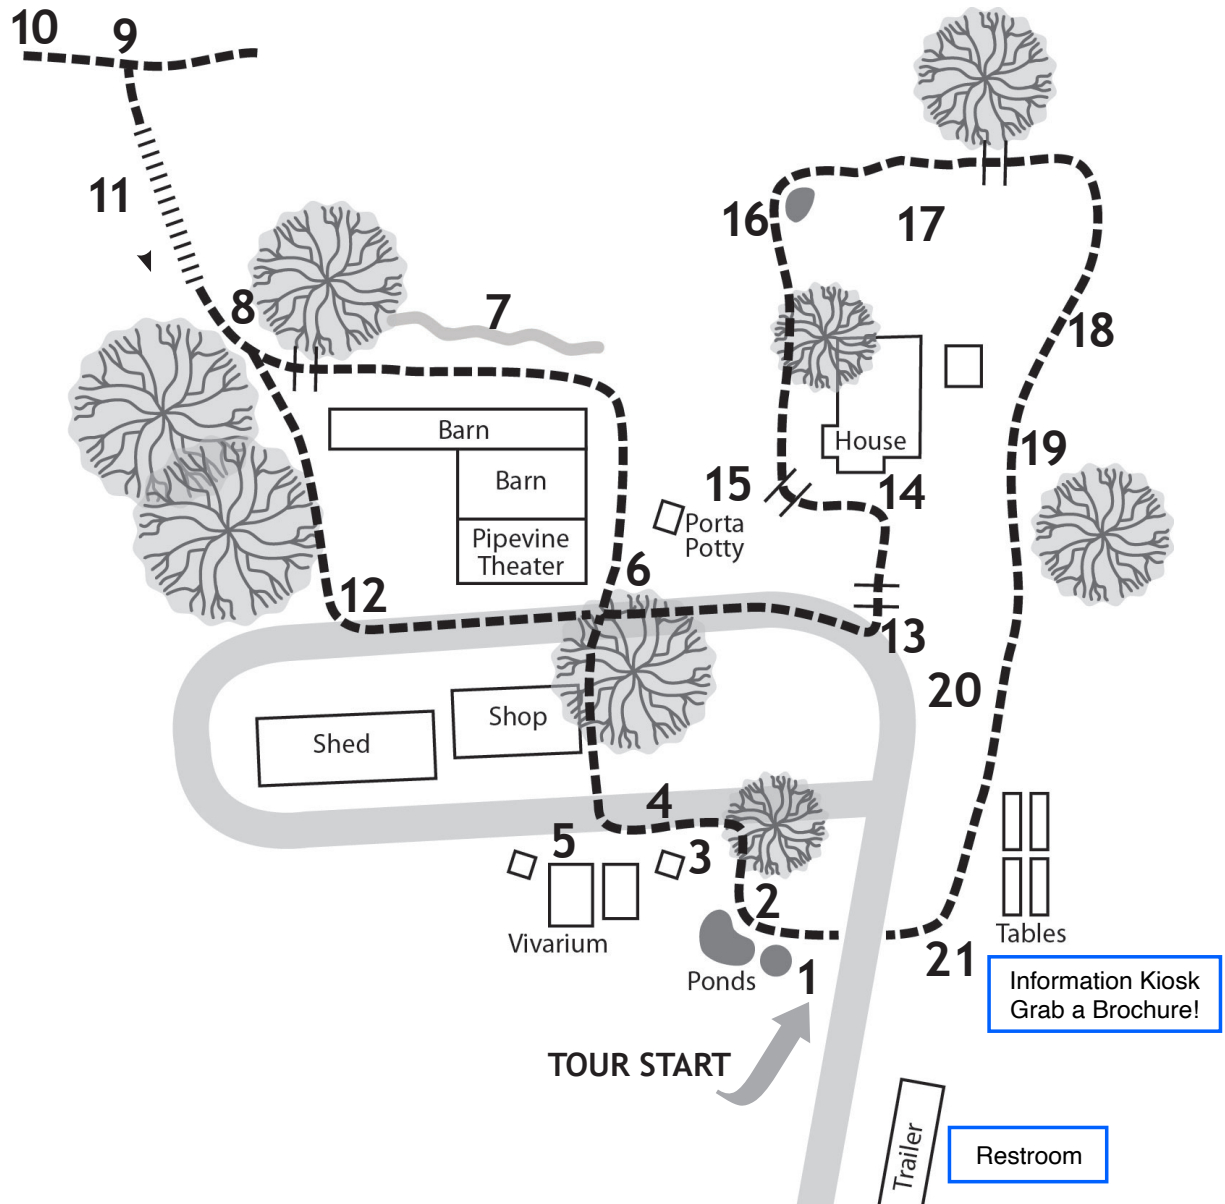 10
9
11
16
17
8
7
18
Barn
House
19
Barn
15
14
Porta
Potty
Pipevine
Theater
6
12
13
20
Shop
Shed
4
5
3
2
Vivarium
Tables
21
Ponds
1
Information Kiosk
Grab a Brochure!
TOUR START
Trailer
Restroom